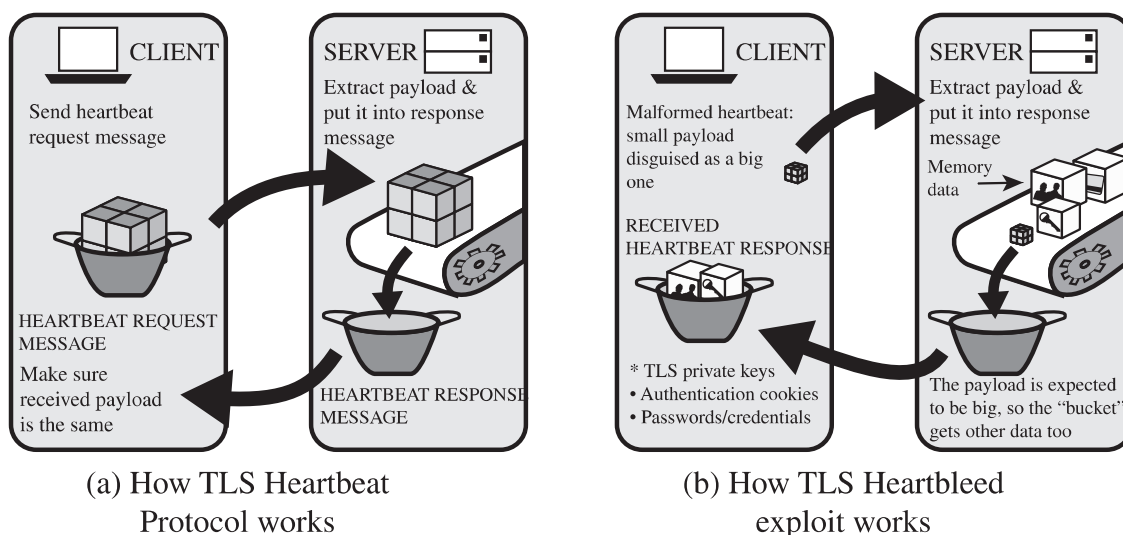 CLIENT
Send heartbeat
request message
HEARTBEAT REQUEST
MESSAGE
Make sure
received payload
is the same
SERVER
Extract payload &
put it into response
message
HEARTBEAT RESPONSE
MESSAGE
(a) How TLS Heartbeat
Protocol works
CLIENT
Malformed heartbeat:
small payload
disguised as a big
one
RECEIVED
HEARTBEAT RESPONSE
* TLS private keys
• Authentication cookies
• Passwords/credentials
SERVER
Extract payload &
put it into response
message
Memory
data
The payload is expected
to be big, so the “bucket”
gets other data too
(b) How TLS Heartbleed
exploit works